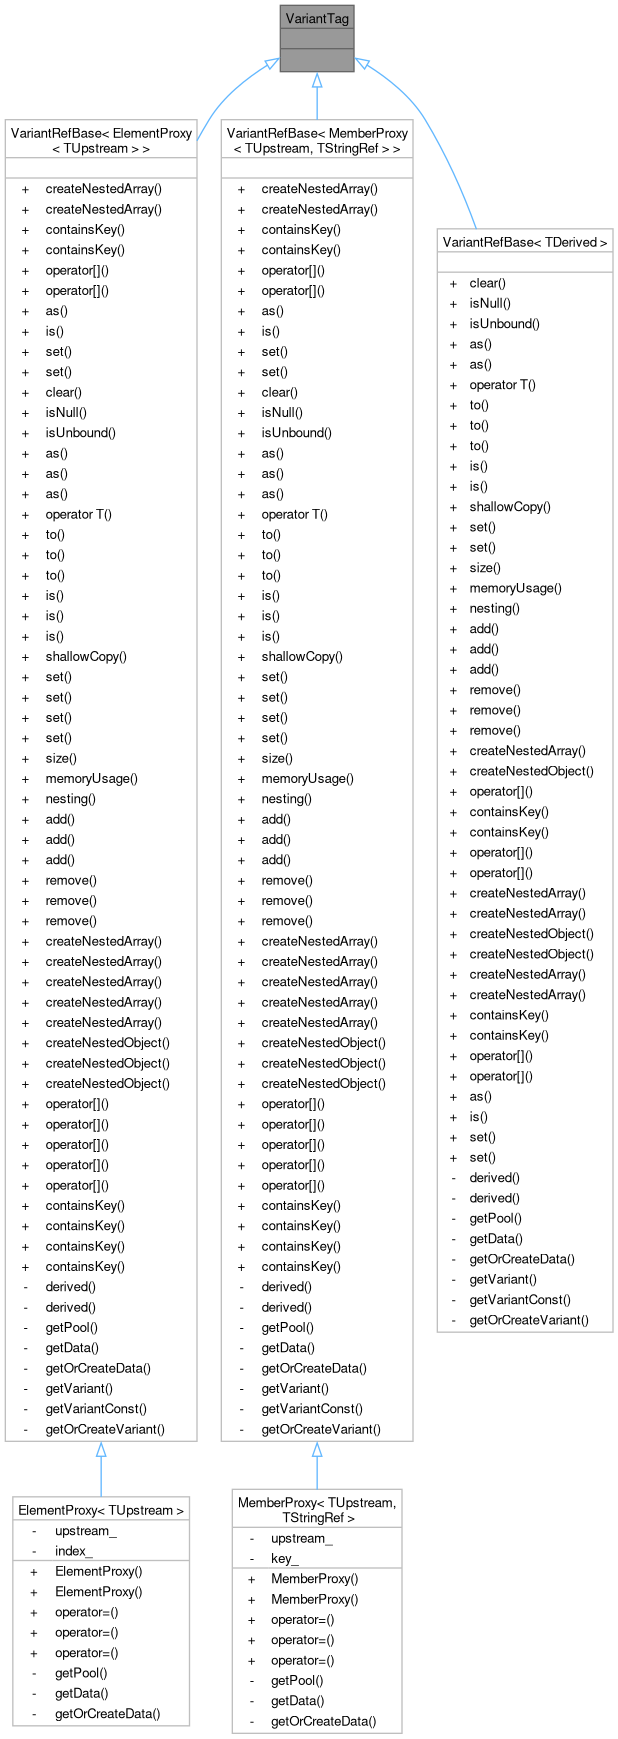 VariantTag
VariantRefBase< ElementProxy
< TUpstream > >
+ createNestedArray()
+ createNestedArray()
+ containsKey()
+ containsKey()
+ operator[]()
+ operator[]()
+ as()
+ is()
+ set()
+ set()
+ clear()
+ isNull()
+ isUnbound()
+ as()
+ as()
+ as()
+ operator T()
+ to()
+ to()
+ to()
+ is()
+ is()
+ is()
+ shallowCopy()
+ set()
+ set()
+ set()
+ set()
+ size()
+ memoryUsage()
+ nesting()
+ add()
+ add()
+ add()
+ remove()
+ remove()
+ remove()
+ createNestedArray()
+ createNestedArray()
+ createNestedArray()
+ createNestedArray()
+ createNestedArray()
+ createNestedObject()
+ createNestedObject()
+ createNestedObject()
+ operator[]()
+ operator[]()
+ operator[]()
+ operator[]()
+ operator[]()
+ containsKey()
+ containsKey()
+ containsKey()
+ containsKey()
- derived()
- derived()
- getPool()
- getData()
- getOrCreateData()
- getVariant()
- getVariantConst()
- getOrCreateVariant()
VariantRefBase< MemberProxy
< TUpstream, TStringRef > >
+ createNestedArray()
+ createNestedArray()
+ containsKey()
+ containsKey()
+ operator[]()
+ operator[]()
+ as()
+ is()
+ set()
+ set()
+ clear()
+ isNull()
+ isUnbound()
+ as()
+ as()
+ as()
+ operator T()
+ to()
+ to()
+ to()
+ is()
+ is()
+ is()
+ shallowCopy()
+ set()
+ set()
+ set()
+ set()
+ size()
+ memoryUsage()
+ nesting()
+ add()
+ add()
+ add()
+ remove()
+ remove()
+ remove()
+ createNestedArray()
+ createNestedArray()
+ createNestedArray()
+ createNestedArray()
+ createNestedArray()
+ createNestedObject()
+ createNestedObject()
+ createNestedObject()
+ operator[]()
+ operator[]()
+ operator[]()
+ operator[]()
+ operator[]()
+ containsKey()
+ containsKey()
+ containsKey()
+ containsKey()
- derived()
- derived()
- getPool()
- getData()
- getOrCreateData()
- getVariant()
- getVariantConst()
- getOrCreateVariant()
VariantRefBase< TDerived >
+ clear()
+ isNull()
+ isUnbound()
+ as()
+ as()
+ operator T()
+ to()
+ to()
+ to()
+ is()
+ is()
+ shallowCopy()
+ set()
+ set()
+ size()
+ memoryUsage()
+ nesting()
+ add()
+ add()
+ add()
+ remove()
+ remove()
+ remove()
+ createNestedArray()
+ createNestedObject()
+ operator[]()
+ containsKey()
+ containsKey()
+ operator[]()
+ operator[]()
+ createNestedArray()
+ createNestedArray()
+ createNestedObject()
+ createNestedObject()
+ createNestedArray()
+ createNestedArray()
+ containsKey()
+ containsKey()
+ operator[]()
+ operator[]()
+ as()
+ is()
+ set()
+ set()
- derived()
- derived()
- getPool()
- getData()
- getOrCreateData()
- getVariant()
- getVariantConst()
- getOrCreateVariant()
ElementProxy< TUpstream >
- upstream_
- index_
+ ElementProxy()
+ ElementProxy()
+ operator=()
+ operator=()
+ operator=()
- getPool()
- getData()
- getOrCreateData()
MemberProxy< TUpstream,
TStringRef >
- upstream_
- key_
+ MemberProxy()
+ MemberProxy()
+ operator=()
+ operator=()
+ operator=()
- getPool()
- getData()
- getOrCreateData()